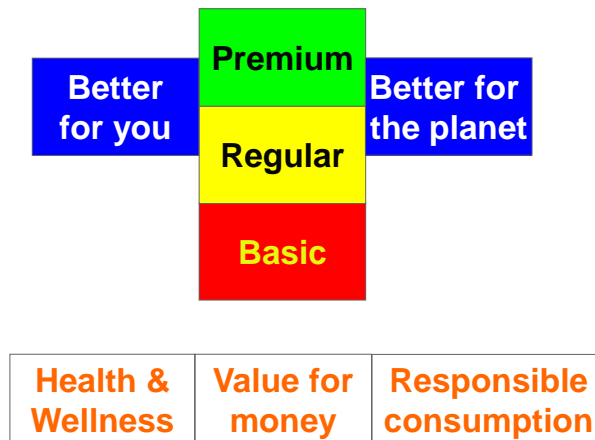 Premium
Better
for you
Better for
the planet
Regular
Basic
Health &
Wellness
Value for
money
Responsible
consumption